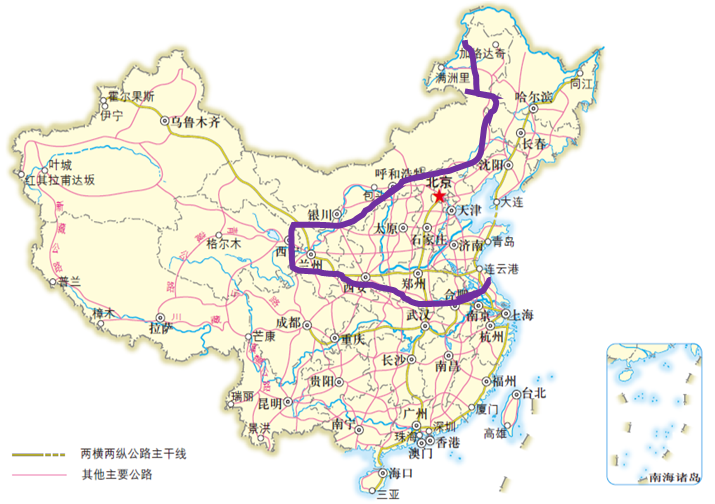 加格达奇
满洲里
同江
哈尔滨
霍尔果斯
伊宁
乌鲁木齐
长春
沈阳
叶城
红其拉甫达坂
呼和浩特
包头
北京
银川
天津
大连
太原
石家庄
格尔木
西
济南
青岛
兰州
连云港
普兰
西安
郑州
樟木
拉萨
合肥
南京
上海
成都
武汉
杭州
芒康
重庆
长沙
南昌
贵阳
福州
瑞丽
昆明
台北
厦门
景洪
南宁
广州
深圳
高雄
珠海
香港
澳门
海口
三亚
两横两纵公路主干线
其他主要公路
南海诸岛